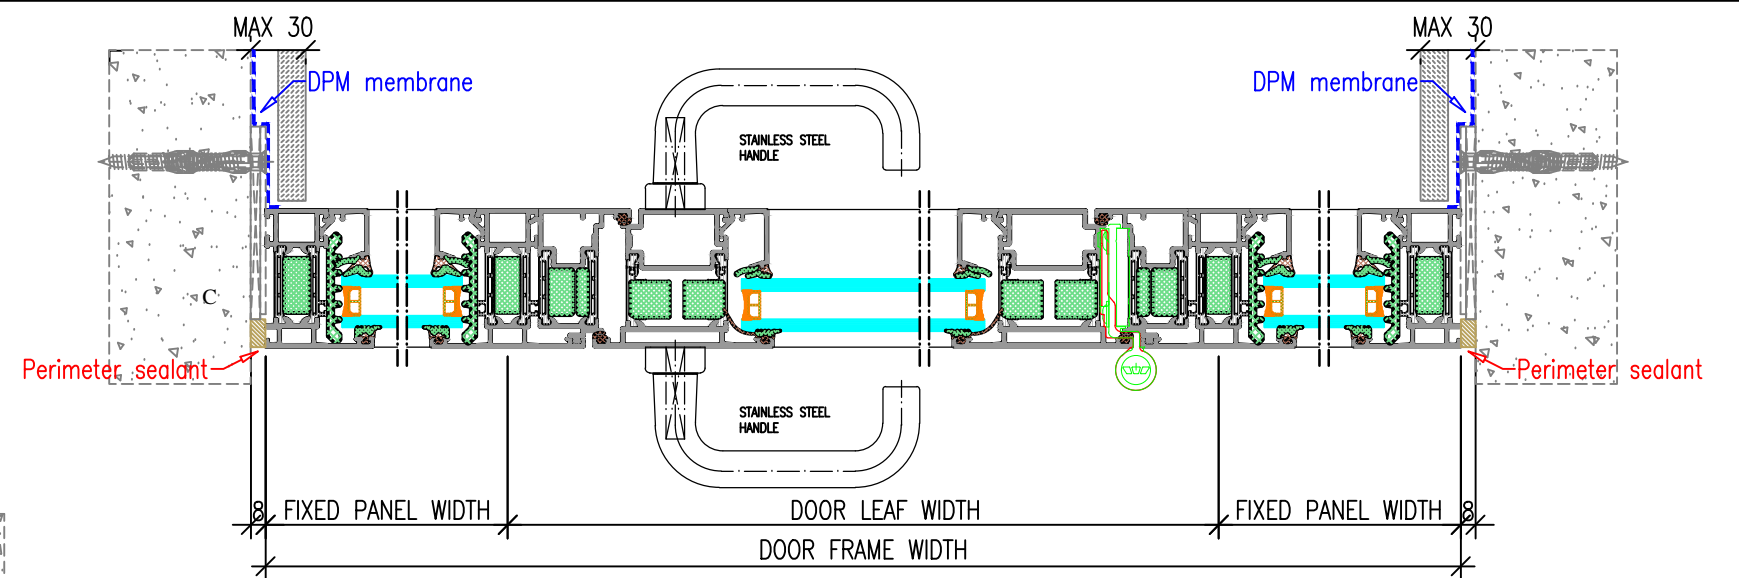 MAX 30
MAX 30
DPM membrane
DPM membrane
STAINLESS STEEL
HANDLE
C
Perimeter sealant
Perimeter sealant
STAINLESS STEEL
HANDLE
8
FIXED PANEL WIDTH
DOOR LEAF WIDTH
FIXED PANEL WIDTH
8
DOOR FRAME WIDTH